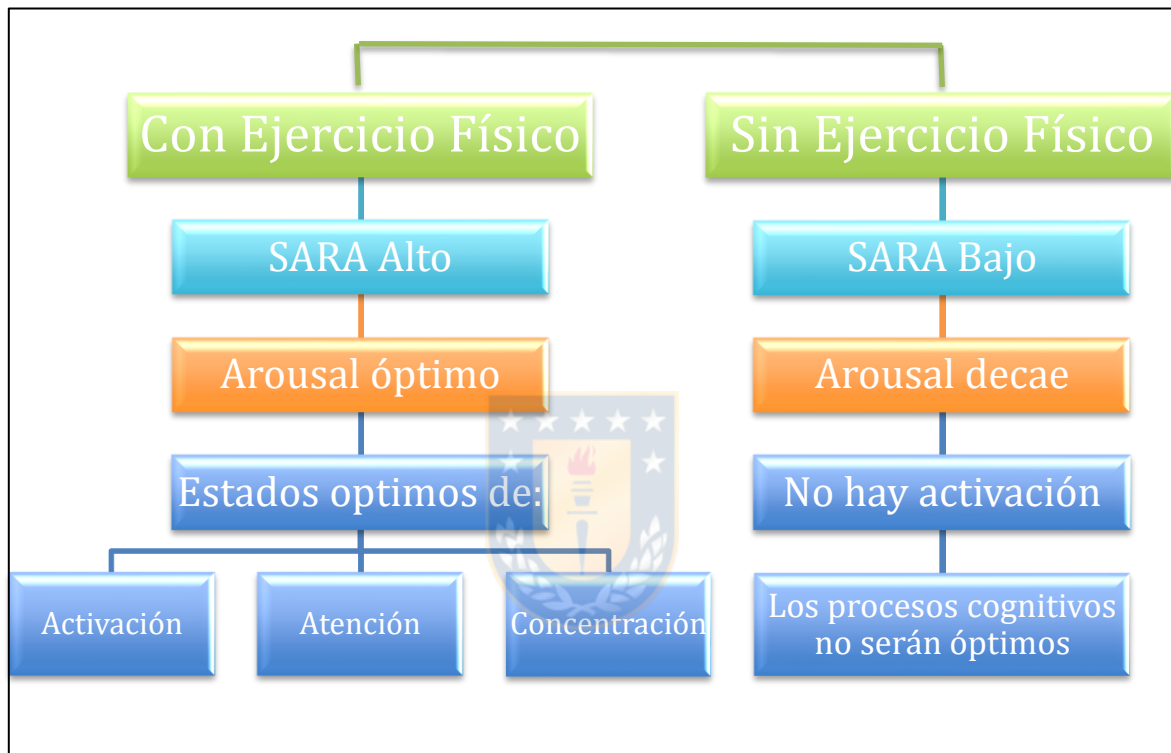 Con Ejercicio Físico
Sin Ejercicio Físico
SARA Alto
SARA Bajo
Arousal óptimo
Arousal decae
Estados optimos de:
No hay activación
Activación
Atención
Concentración
Los procesos cognitivos
no serán óptimos